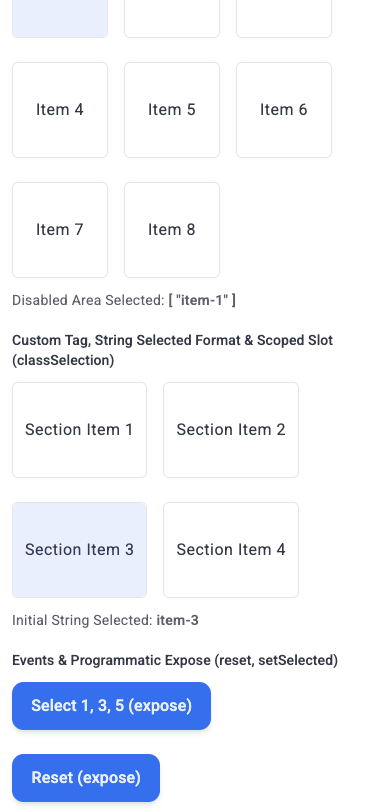 Item 4
Item 5
Item 6
Item 7
Item 8
Disabled Area Selected: [ "item-1" ]
Custom Tag, String Selected Format & Scoped Slot
(classSelection)
Section Item 1
Section Item 2
Section Item 3
Section Item 4
Initial String Selected: item-3
Events & Programmatic Expose (reset, setSelected)
Select 1, 3, 5 (expose)
Reset (expose)